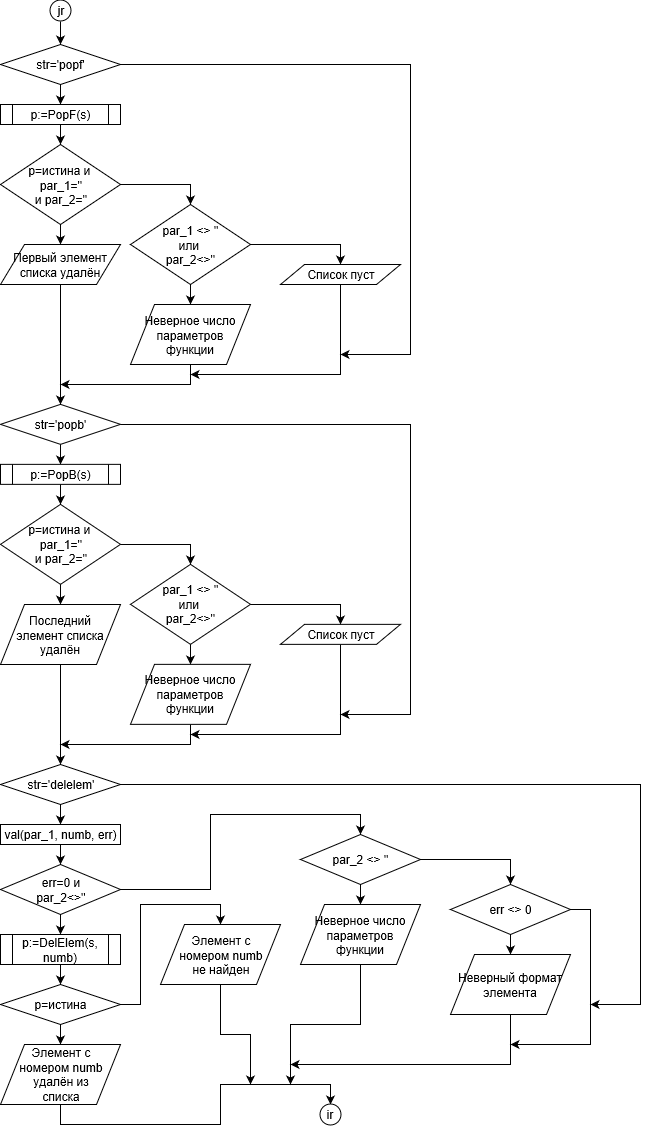 jr
str='popf'
p:=PopF(s)
p=истина и
par_1=''
и par_2=''
par_1 <> ''
или
par_2<>''
Первый элемент
списка удалён
Список пуст
Неверное число
параметров
функции
str='popb'
p:=PopB(s)
p=истина и
par_1=''
и par_2=''
par_1 <> ''
или
par_2<>''
Последний
элемент списка
удалён
Список пуст
Неверное число
параметров
функции
str='delelem'
val(par_1, numb, err)
par_2 <> ''
err=0 и
par_2<>''
err <> 0
p:=DelElem(s,
numb)
Элемент с
номером numb
не найден
Неверное число
параметров
функции
Неверный формат
элемента
p=истина
Элемент с
номером numb
удалён из
списка
ir